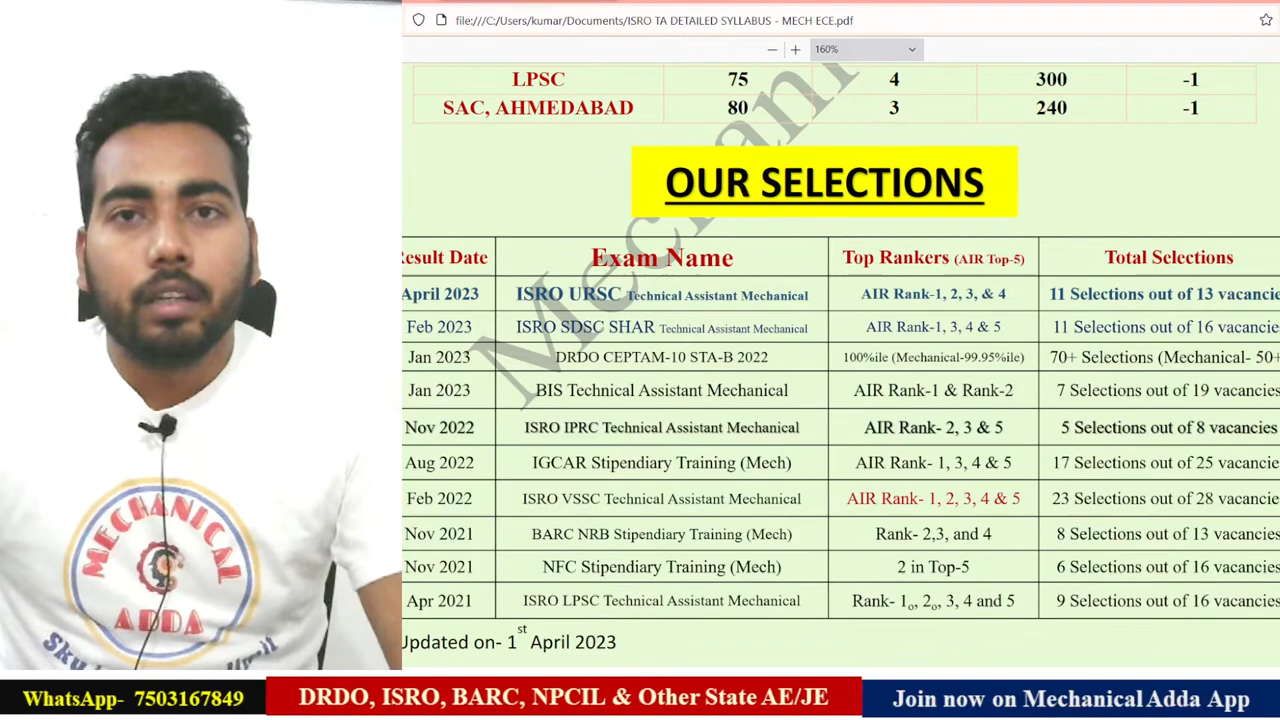 file:///C:/Users/kumar/Documents/ISRO TA DETAILED SYLLABUS - MECH ECE.pdf
160%
LPSC 75 4 300 -1
SAC, AHMEDABAD 80 3 240 -1
OUR SELECTIONS
esult Date Exam Name Top Rankers (AIR Top-5) Total Selections
April 2023 ISRO URSC Technical Assistant Mechanical AIR Rank-1, 2, 3, & 4 11 Selections out of 13 vacancie
Feb 2023 ISRO SDSC SHAR Technical Assistant Mechanical AIR Rank-1, 3, 4 & 5 11 Selections out of 16 vacancie
Jan 2023 DRDO CEPTAM-10 STA-B 2022 100%ile (Mechanical-99.95%ile) 70+ Selections (Mechanical- 50+
Jan 2023 BIS Technical Assistant Mechanical AIR Rank-1 & Rank-2 7 Selections out of 19 vacancies
Nov 2022 ISRO IPRC Technical Assistant Mechanical AIR Rank- 2, 3 & 5 5 Selections out of 8 vacancies
Aug 2022 IGCAR Stipendiary Training (Mech) AIR Rank- 1, 3, 4 & 5 17 Selections out of 25 vacancie
Feb 2022 ISRO VSSC Technical Assistant Mechanical AIR Rank- 1, 2, 3, 4 & 5 23 Selections out of 28 vacancie
Nov 2021 BARC NRB Stipendiary Training (Mech) Rank- 2,3, and 4 8 Selections out of 13 vacancies
Nov 2021 NFC Stipendiary Training (Mech) 2 in Top-5 6 Selections out of 16 vacancies
Apr 2021 ISRO LPSC Technical Assistant Mechanical Rank- 1o, 2o, 3, 4 and 5 9 Selections out of 16 vacancies
Updated on- 1st April 2023
MECHANICAL
ADDA
WhatsApp- 7503167849
DRDO, ISRO, BARC, NPCIL & Other State AE/JE
Join now on Mechanical Adda App